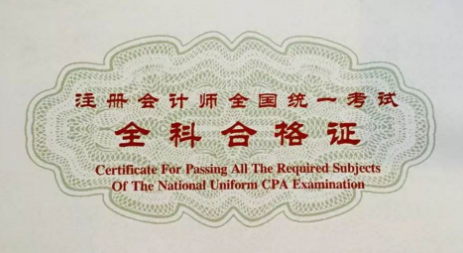 注册会计师全国统一考试
全科合格证
Certificate For Passing All The Required Subjects
Of The National Uniform CPA Examination